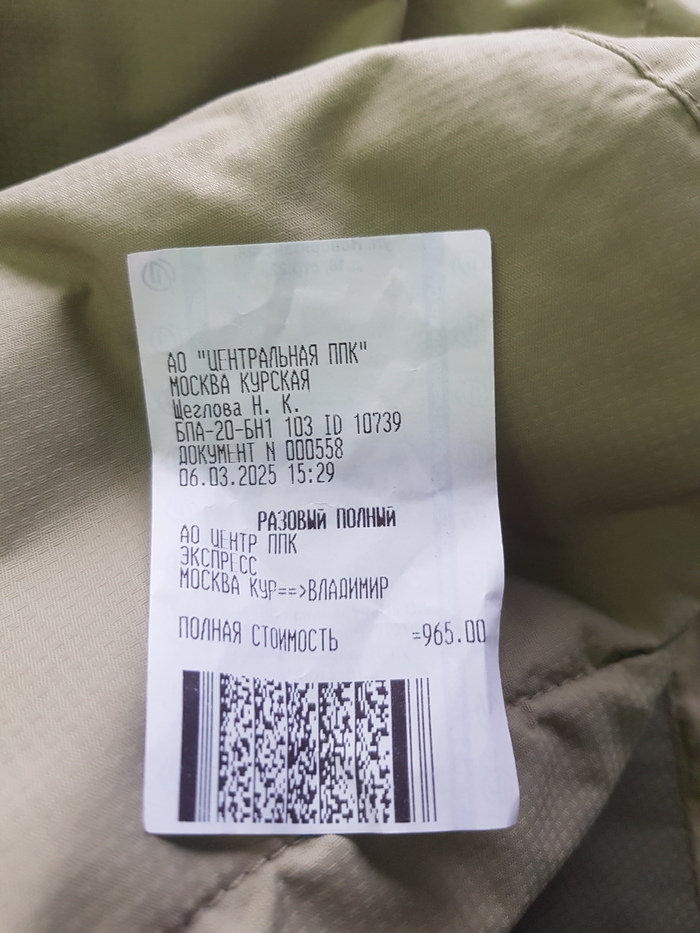 АО "ЦЕНТРАЛЬНАЯ ППК"
МОСКВА КУРСКАЯ
Щеглова Н. К.
БПА-20-БН1 103 ID 10739
ДОКУМЕНТ N 000558
06.03.2025 15:29
РАЗОВЫЙ ПОЛНЫЙ
АО ЦЕНТР ППК
ЭКСПРЕСС
МОСКВА КУР==>ВЛАДИМИР
ПОЛНАЯ СТОИМОСТЬ =965.00